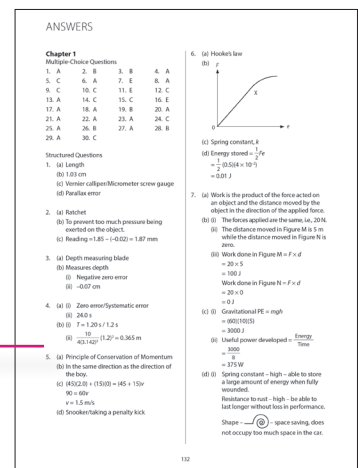 ANSWERS
Chapter 1
Multiple-Choice Questions
1. A 2. B 3. B 4. A
5. C 6. A 7. E 8. A
9. C 10. C 11. E 12. C
13. A 14. C 15. C 16. E
17. A 18. A 19. B 20. A
21. A 22. A 23. A 24. C
25. A 26. B 27. A 28. B
29. A 30. C
Structured Questions
1. (a) Length
(b) 1.03 cm
(c) Vernier calliper/Micrometer screw gauge
(d) Parallax error
2. (a) Ratchet
(b) To prevent too much pressure being
exerted on the object.
(c) Reading =1.85 – (–0.02) = 1.87 mm
3. (a) Depth measuring blade
(b) Measures depth
(i) Negative zero error
(ii) –0.07 cm
4. (a) (i) Zero error/Systematic error
(ii) 24.0 s
(b) (i) T = 1.20 s / 1.2 s
(ii) 10/4(3.142)² (1.2)² = 0.365 m
5. (a) Principle of Conservation of Momentum
(b) In the same direction as the direction of
the boy.
(c) (45)(2.0) + (15)(0) = (45 + 15)v
90 = 60v
v = 1.5 m/s
(d) Snooker/taking a penalty kick
6. (a) Hooke's law
(b) F
X
0 e
(c) Spring constant, k
(d) Energy stored = 1/2 Fe
= 1/2 (0.5)(4 × 10⁻²)
= 0.01 J
7. (a) Work is the product of the force acted on
an object and the distance moved by the
object in the direction of the applied force.
(b) (i) The forces applied are the same, i.e., 20 N.
(ii) The distance moved in Figure M is 5 m
while the distance moved in Figure N is
zero.
(iii) Work done in Figure M = F × d
= 20 × 5
= 100 J
Work done in Figure N = F × d
= 20 × 0
= 0 J
(c) (i) Gravitational PE = mgh
= (60)(10)(5)
= 3000 J
(ii) Useful power developed = Energy/Time
= 3000/8
= 375 W
(d) (i) Spring constant – high – able to store
a large amount of energy when fully
wounded.
Resistance to rust – high – be able to
last longer without loss in performance.
Shape – – space saving, does
not occupy too much space in the car.
132